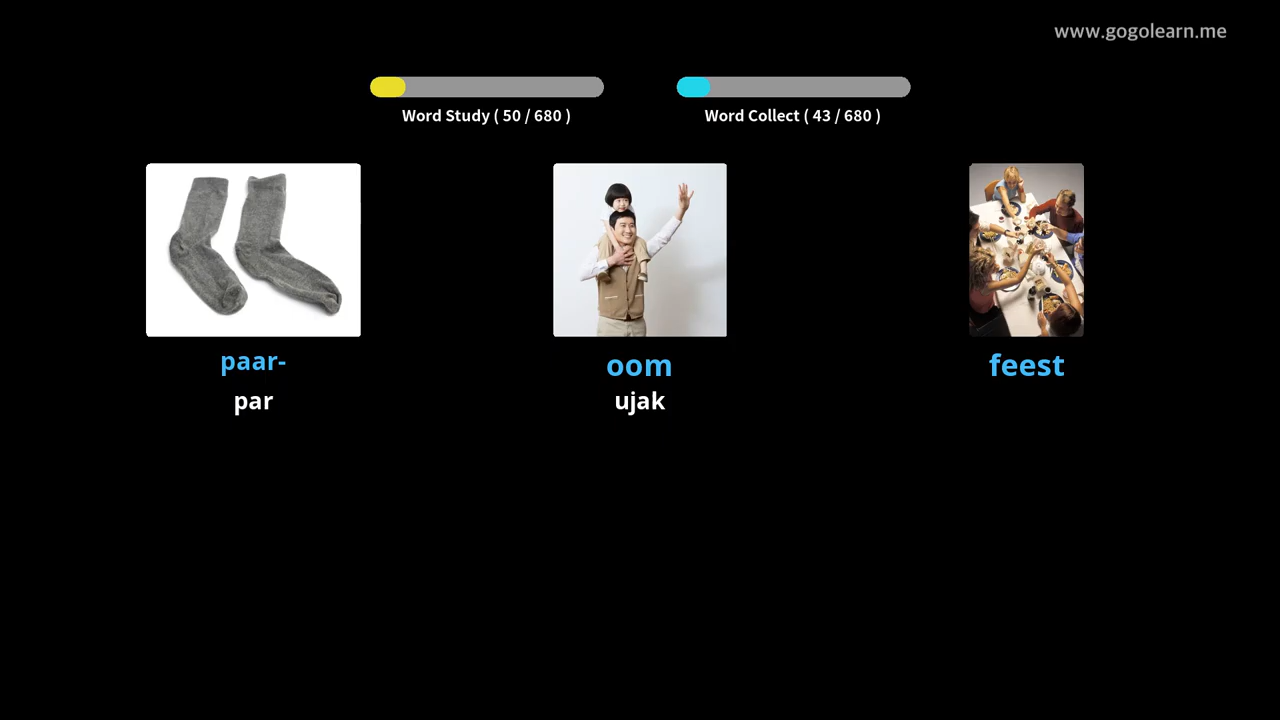 www.gogolearn.me
Word Study ( 50 / 680 )
Word Collect ( 43 / 680 )
paar-
par
oom
ujak
feest